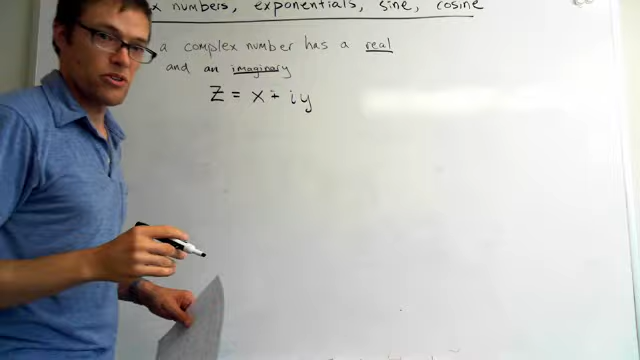 x numbers, exponentials, sine, cosine
a complex number has a real
and an imaginary
Z = x + iy